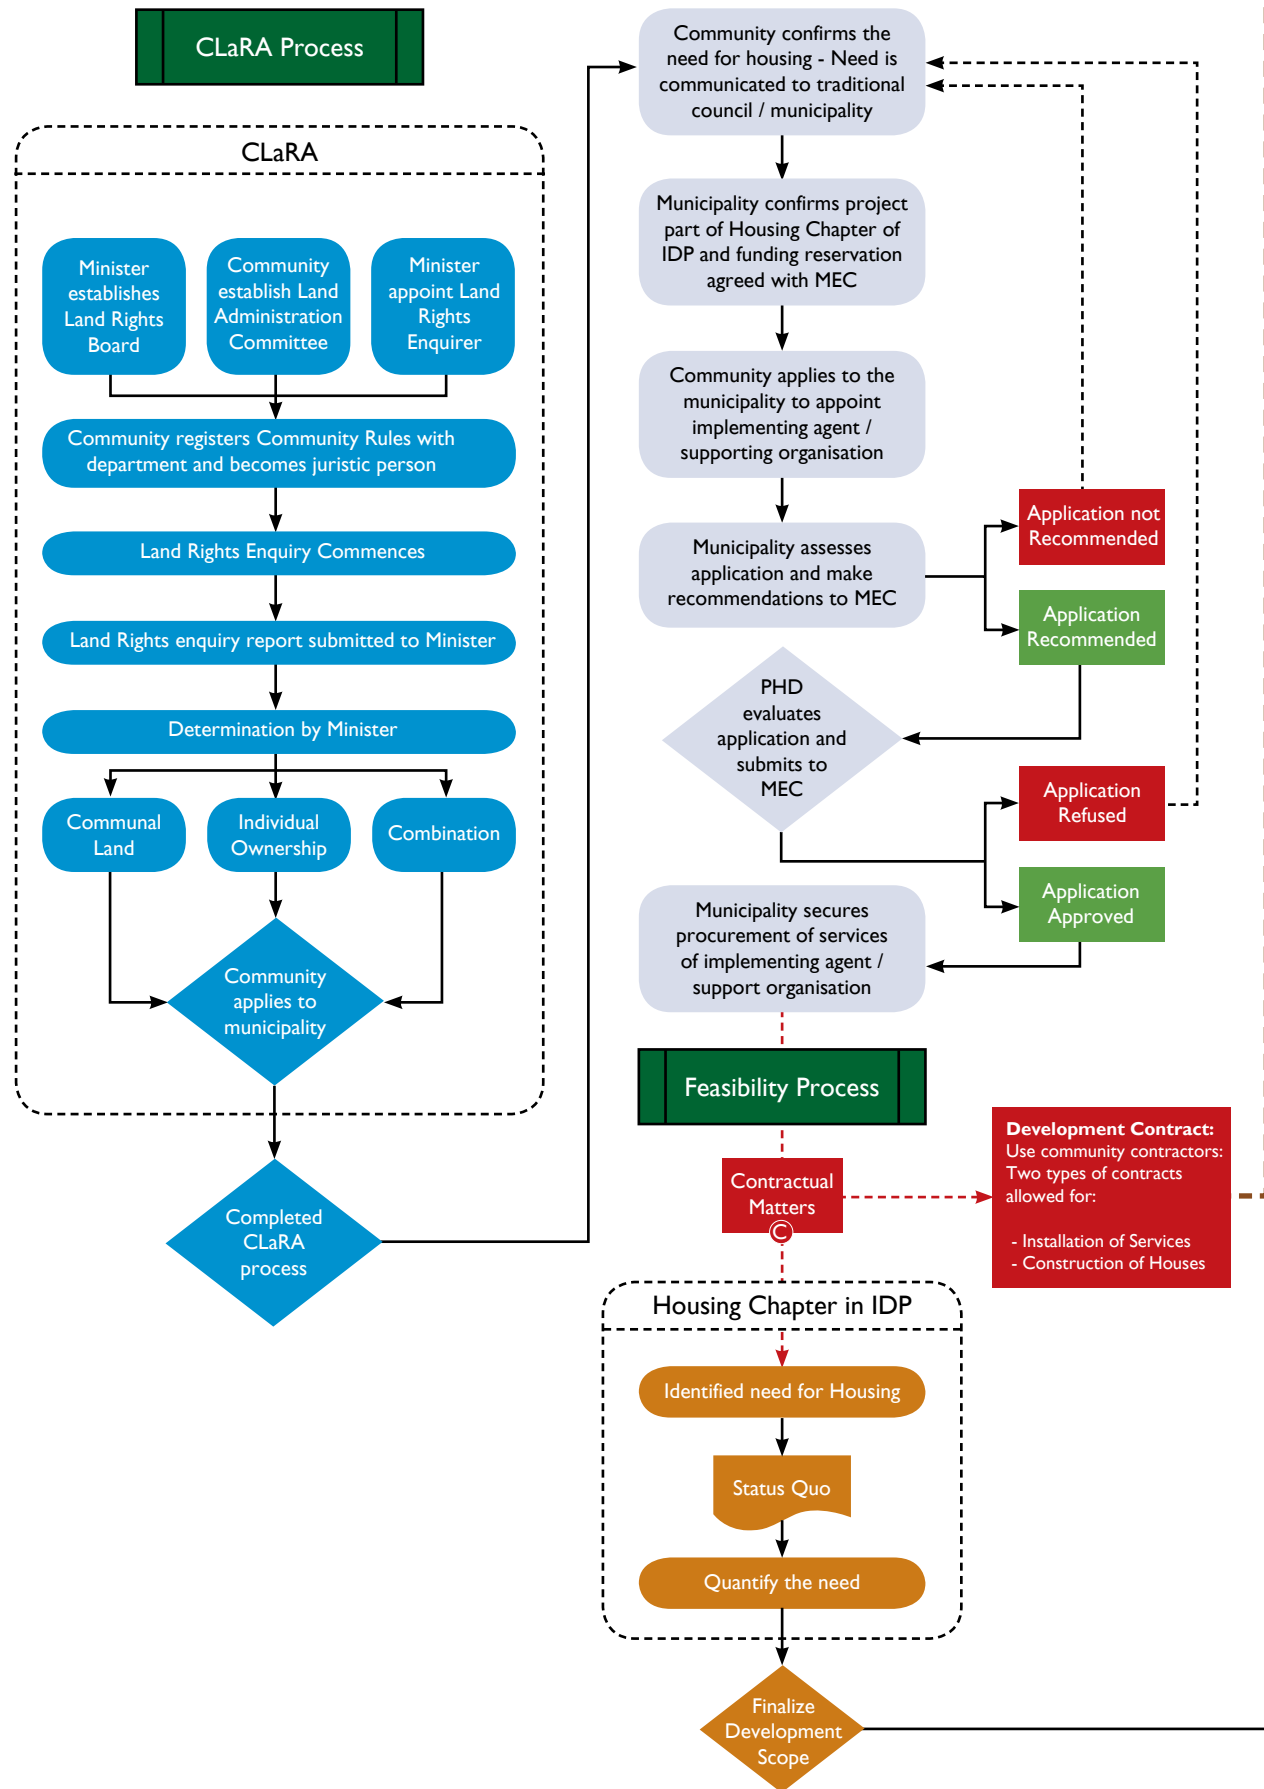 CLaRA Process
CLaRA
Minister
establishes
Land Rights
Board
Community
establish Land
Administration
Committee
Minister
appoint Land
Rights
Enquirer
Community registers Community Rules with
department and becomes juristic person
Land Rights Enquiry Commences
Land Rights enquiry report submitted to Minister
Determination by Minister
Communal
Land
Individual
Ownership
Combination
Community
applies to
municipality
Completed
CLaRA
process
Community confirms the
need for housing - Need is
communicated to traditional
council / municipality
Municipality confirms project
part of Housing Chapter of
IDP and funding reservation
agreed with MEC
Community applies to the
municipality to appoint
implementing agent /
supporting organisation
Municipality assesses
application and make
recommendations to MEC
Application not
Recommended
Application
Recommended
PHD
evaluates
application and
submits to
MEC
Application
Refused
Application
Approved
Municipality secures
procurement of services
of implementing agent /
support organisation
Feasibility Process
Contractual
Matters
C
Development Contract:
Use community contractors:
Two types of contracts
allowed for:
- Installation of Services
- Construction of Houses
Housing Chapter in IDP
Identified need for Housing
Status Quo
Quantify the need
Finalize
Development
Scope